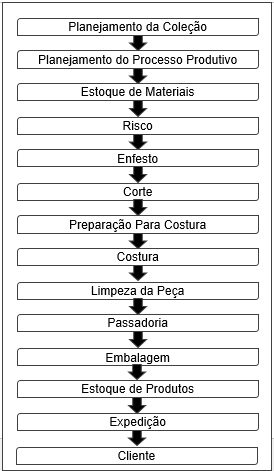 Planejamento da Coleção
Planejamento do Processo Produtivo
Estoque de Materiais
Risco
Enfesto
Corte
Preparação Para Costura
Costura
Limpeza da Peça
Passadoria
Embalagem
Estoque de Produtos
Expedição
Cliente